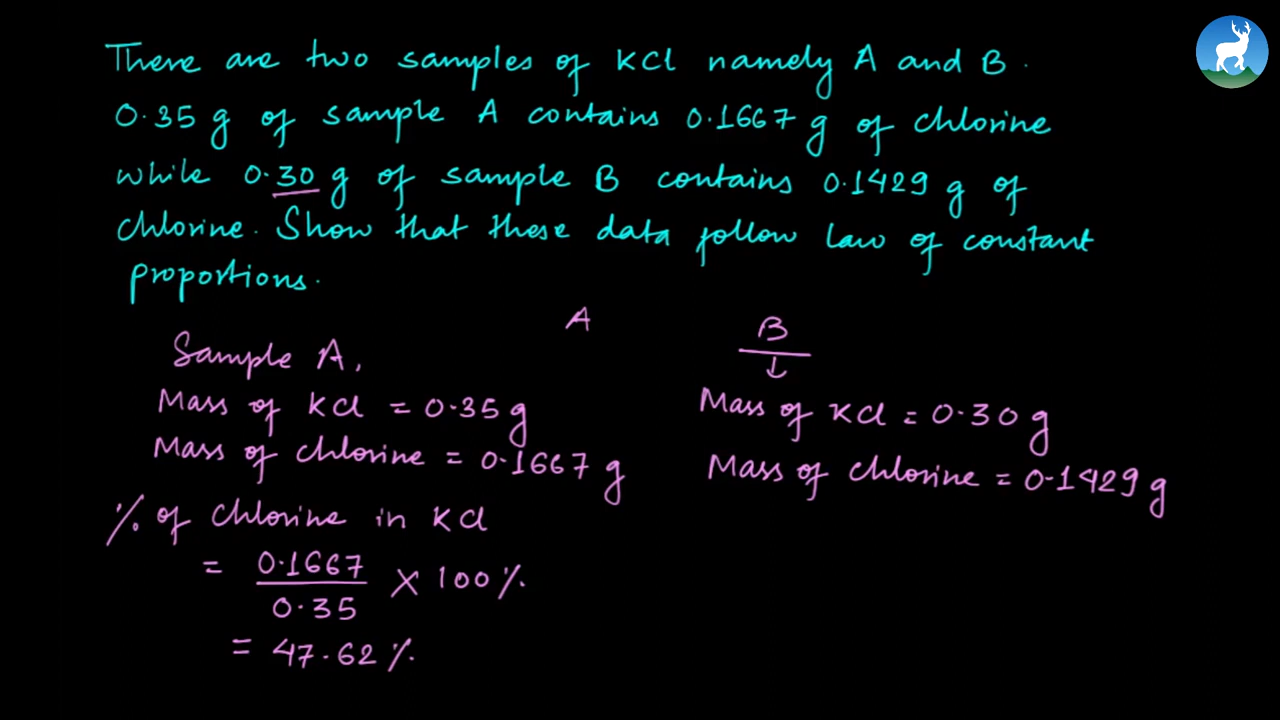 There are two samples of KCl namely A and B.
0.35 g of sample A contains 0.1667 g of chlorine
while 0.30 g of sample B contains 0.1429 g of
chlorine. Show that these data follow law of constant
proportions.
A
B
↓
Sample A,
Mass of KCl = 0.35 g
Mass of chlorine = 0.1667 g
% of chlorine in KCl
= 0.1667 / 0.35 × 100 %
= 47.62 %
Mass of KCl = 0.30 g
Mass of chlorine = 0.1429 g